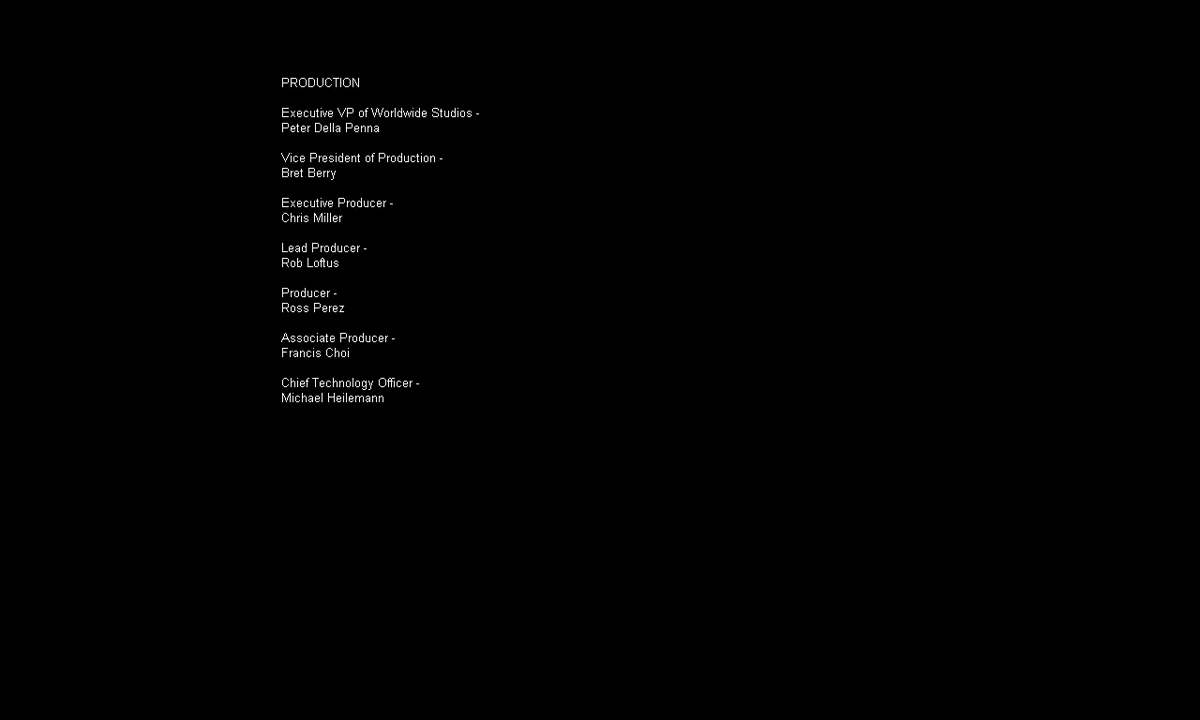 PRODUCTION
Executive VP of Worldwide Studios -
Peter Della Penna
Vice President of Production -
Bret Berry
Executive Producer -
Chris Miller
Lead Producer -
Rob Loftus
Producer -
Ross Perez
Associate Producer -
Francis Choi
Chief Technology Officer -
Michael Heilemann